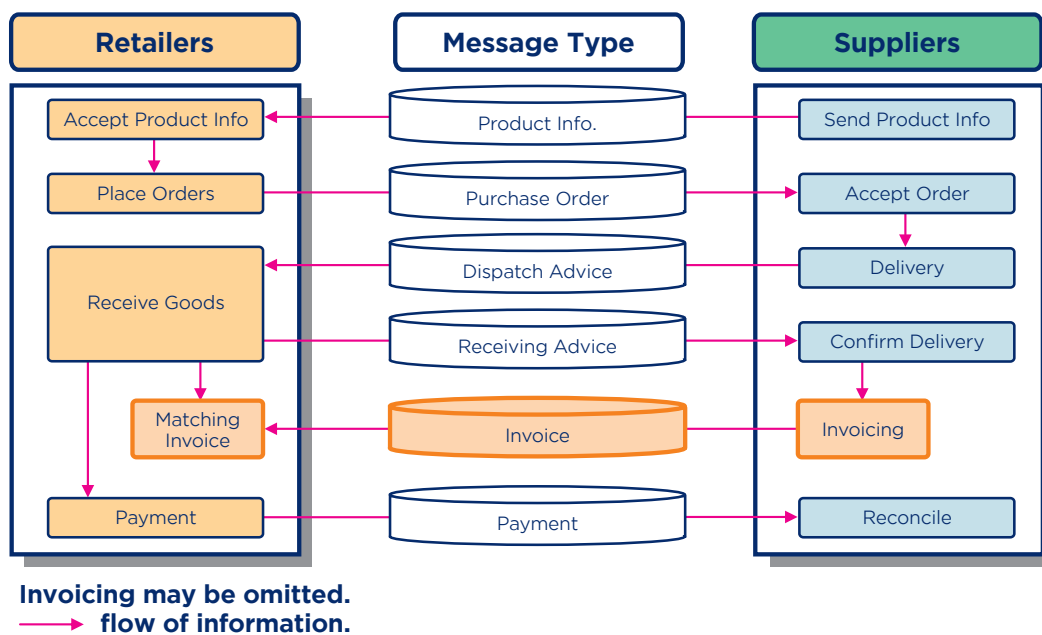 Retailers
Message Type
Suppliers
Accept Product Info
Product Info.
Send Product Info
Place Orders
Purchase Order
Accept Order
Receive Goods
Dispatch Advice
Delivery
Receiving Advice
Confirm Delivery
Matching
Invoice
Invoice
Invoicing
Payment
Payment
Reconcile
Invoicing may be omitted.
flow of information.